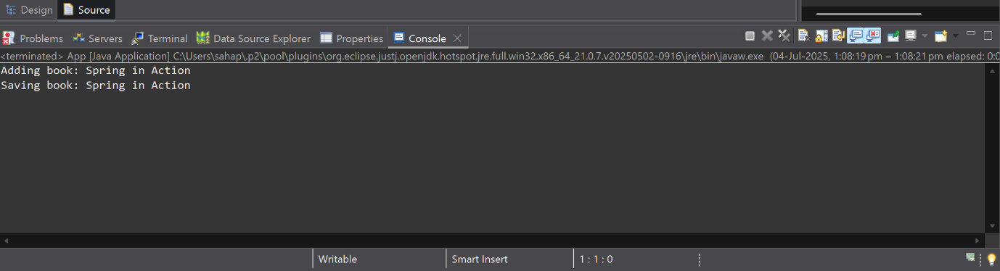 Design Source
Problems Servers Terminal Data Source Explorer Properties Console
<terminated> App [Java Application] C:\Users\sahap\.p2\pool\plugins\org.eclipse.justj.openjdk.hotspot.jre.full.win32.x86_64_21.0.7.v20250502-0916\jre\bin\javaw.exe (04-Jul-2025, 1:08:19 pm – 1:08:21 pm elapsed: 0:0
Adding book: Spring in Action
Saving book: Spring in Action
Writable Smart Insert 1 : 1 : 0